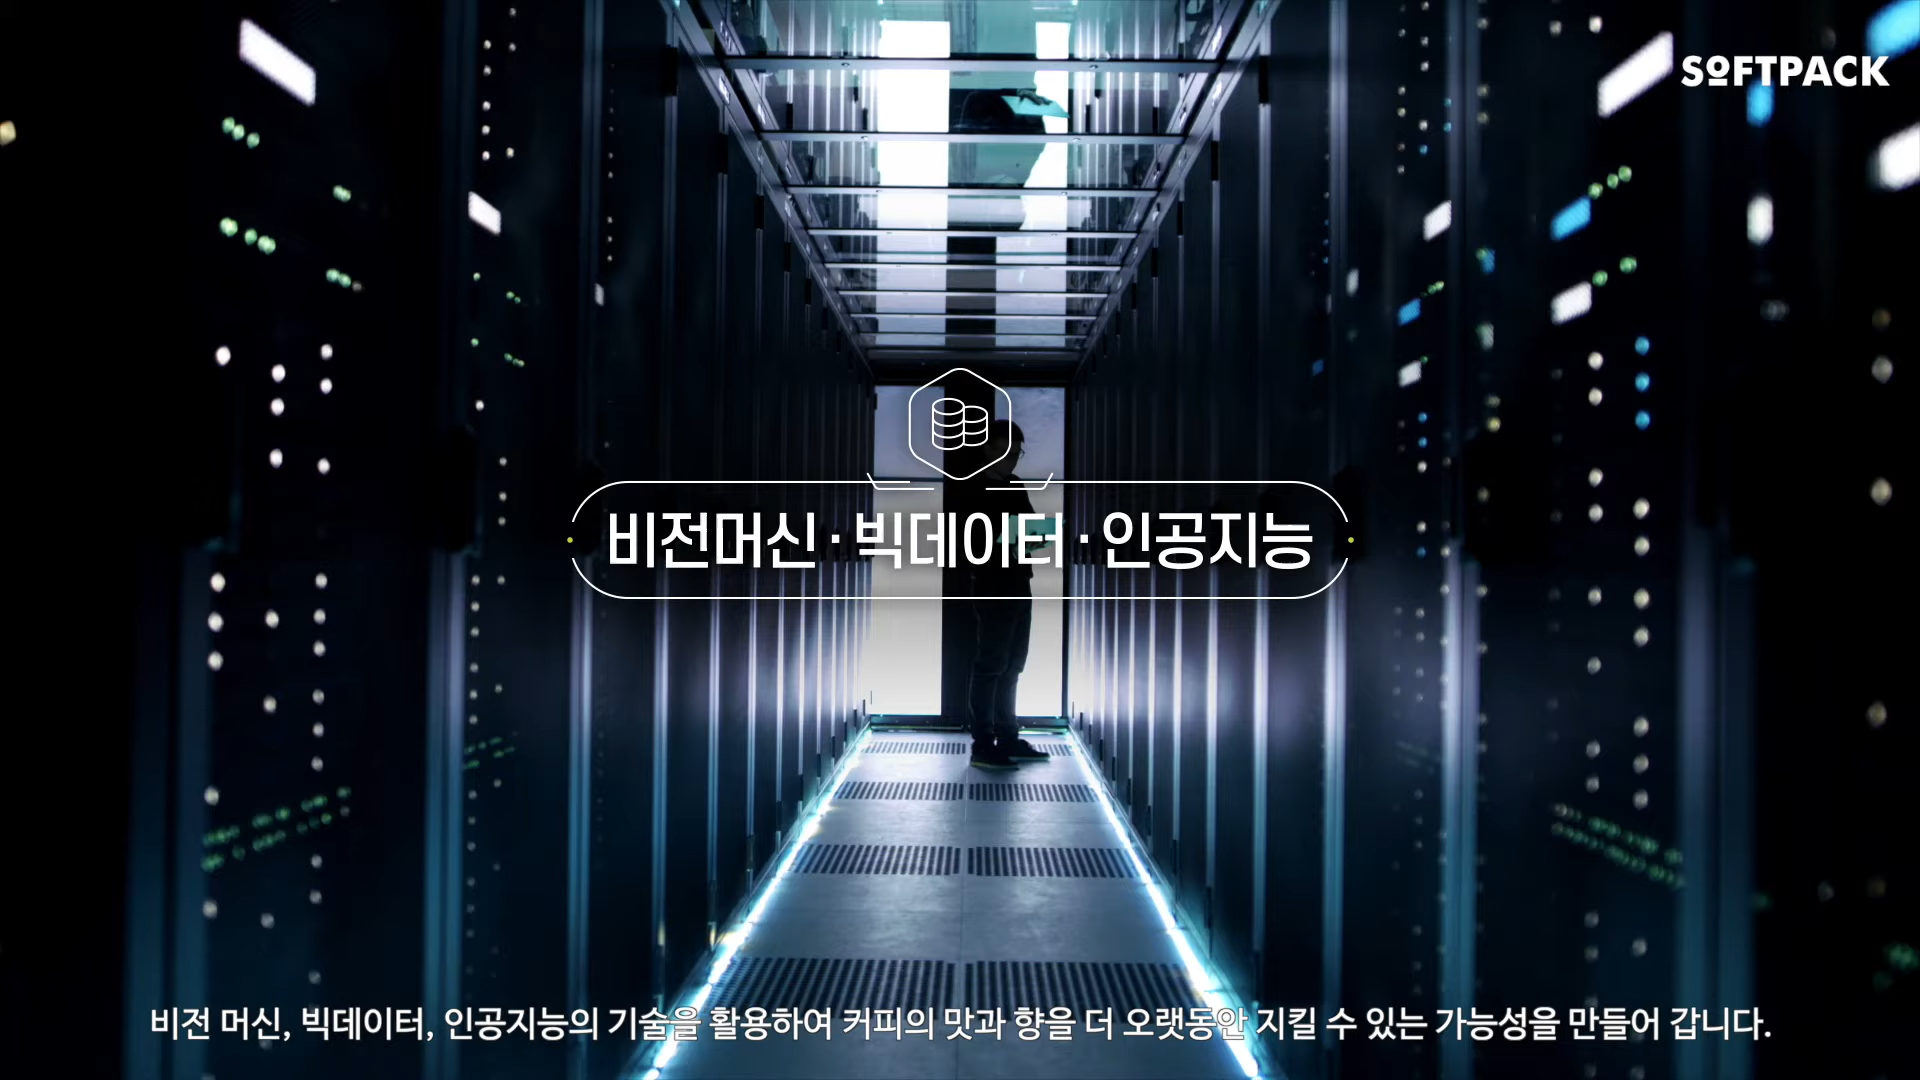 SOFTPACK
비전머신·빅데이터·인공지능
비전 머신, 빅데이터, 인공지능의 기술을 활용하여 커피의 맛과 향을 더 오랫동안 지킬 수 있는 가능성을 만들어 갑니다.